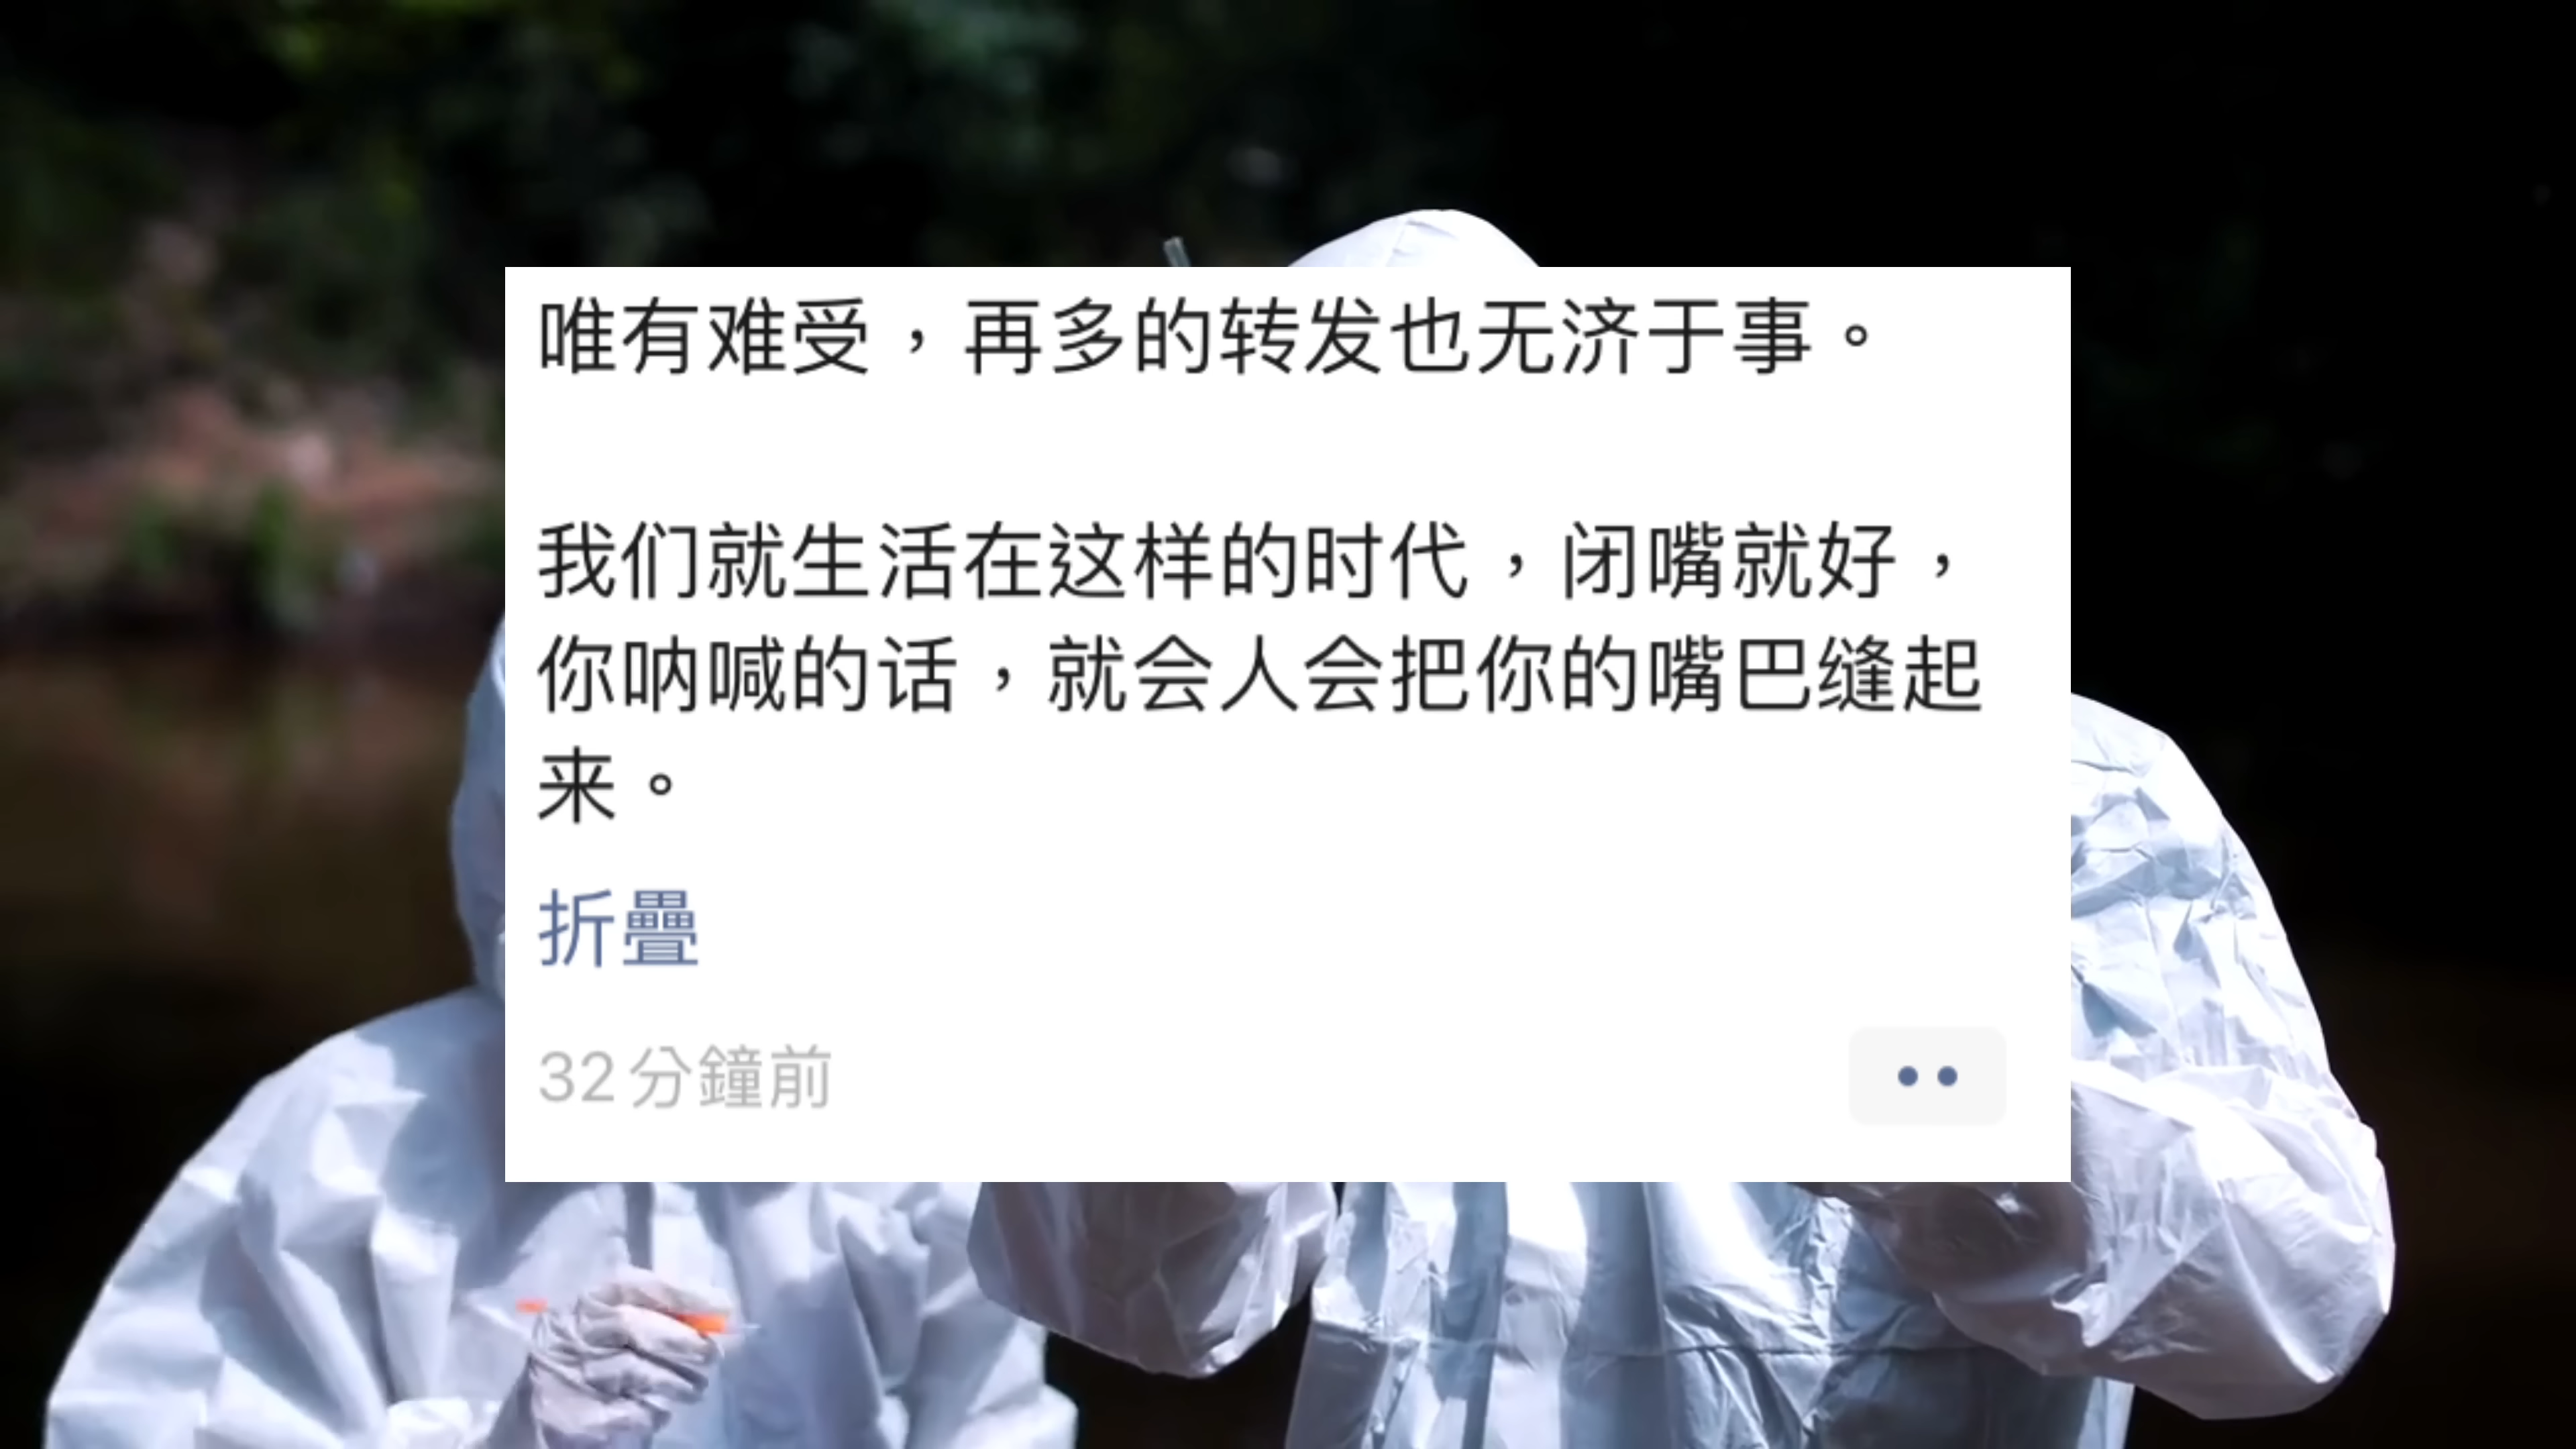 唯有难受，再多的转发也无济于事。
我们就生活在这样的时代，闭嘴就好，
你呐喊的话，就会人会把你的嘴巴缝起
来。
折疊
32分鐘前